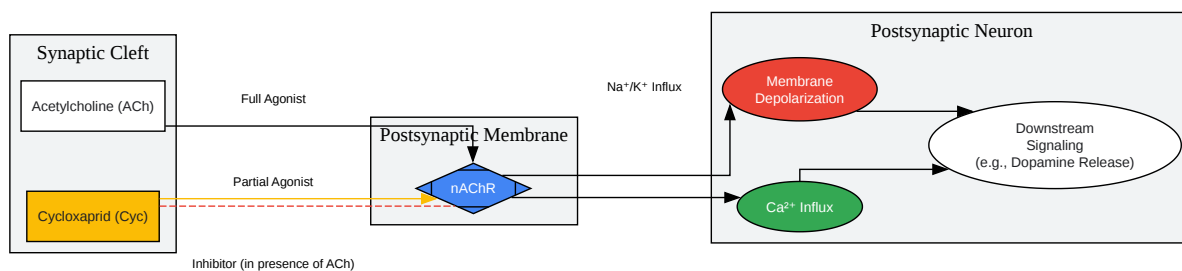 Synaptic Cleft
Acetylcholine (ACh)
Cycloxaprid (Cyc)
Full Agonist
Partial Agonist
Inhibitor (in presence of ACh)
Postsynaptic Membrane
nAChR
Na⁺/K⁺ Influx
Postsynaptic Neuron
Membrane
Depolarization
Ca²⁺ Influx
Downstream
Signaling
(e.g., Dopamine Release)